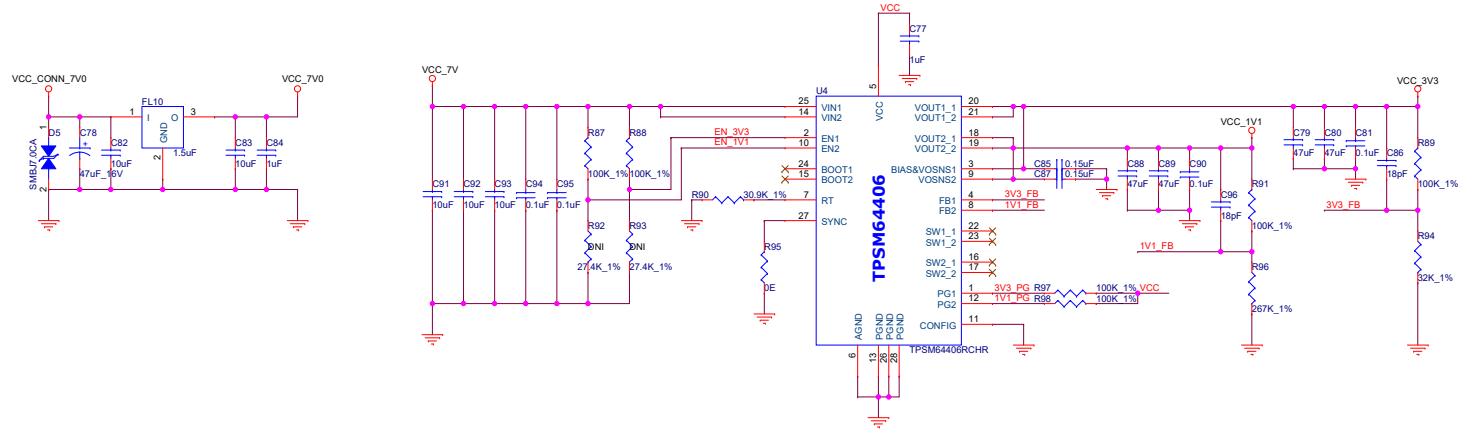 VCC_CONN_7V0
VCC_7V0
FL10
1
I
O
3
GND
2
1.5uF
1
D5
2
SMBJ7.0CA
C78
47uF_16V
C82
10uF
C83
10uF
C84
1uF
VCC_7V
C91
10uF
C92
10uF
C93
10uF
C94
0.1uF
C95
0.1uF
R87
100K_1%
R88
100K_1%
R92
DNI
27.4K_1%
R93
DNI
27.4K_1%
EN_3V3
EN_1V1
R90
30.9K_1%
R95
0E
VCC
C77
1uF
U4
5
VCC
25
VIN1
14
VIN2
2
EN1
10
EN2
24
BOOT1
15
BOOT2
7
RT
27
SYNC
TPSM64406
VOUT1_1
20
VOUT1_2
21
VOUT2_1
18
VOUT2_2
19
BIAS&VOSNS1
3
VOSNS2
9
FB1
4
3V3_FB
FB2
8
1V1_FB
SW1_1
22
SW1_2
23
SW2_1
16
SW2_2
17
PG1
1
3V3_PG
R97
100K_1%
PG2
12
1V1_PG
R98
100K_1%
VCC
CONFIG
11
AGND
PGND
PGND
PGND
6
13
26
28
TPSM64406RCHR
C85
0.15uF
C87
0.15uF
C88
47uF
C89
47uF
C90
0.1uF
C96
18pF
VCC_1V1
R91
100K_1%
1V1_FB
R96
267K_1%
C79
47uF
C80
47uF
C81
0.1uF
C86
18pF
VCC_3V3
R89
100K_1%
3V3_FB
R94
32K_1%